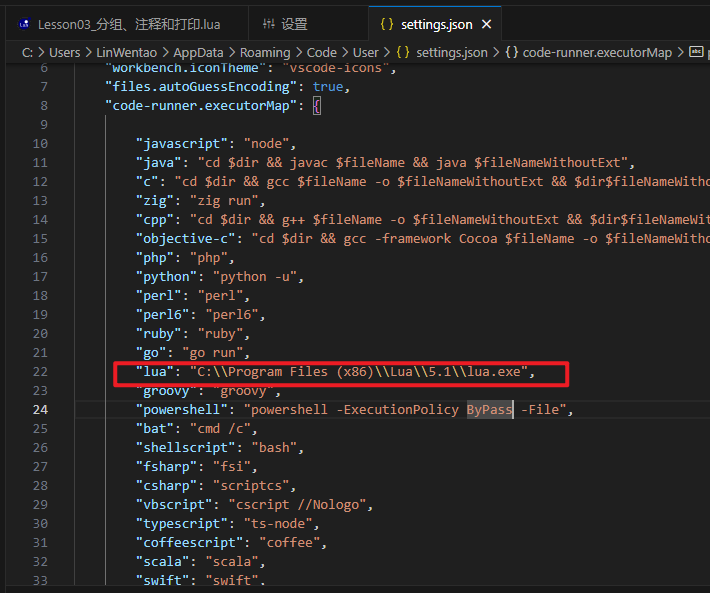 Lesson03_分组、注释和打印.lua
设置
{} settings.json ×
C: > Users > LinWentao > AppData > Roaming > Code > User > {} settings.json > {} code-runner.executorMap >
6 "workbench.iconTheme": "vscode-icons",
7 "files.autoGuessEncoding": true,
8 "code-runner.executorMap": {
9
10 "javascript": "node",
11 "java": "cd $dir && javac $fileName && java $fileNameWithoutExt",
12 "c": "cd $dir && gcc $fileName -o $fileNameWithoutExt && $dir$fileNameWitho
13 "zig": "zig run",
14 "cpp": "cd $dir && g++ $fileName -o $fileNameWithoutExt && $dir$fileNameWit
15 "objective-c": "cd $dir && gcc -framework Cocoa $fileName -o $fileNameWitho
16 "php": "php",
17 "python": "python -u",
18 "perl": "perl",
19 "perl6": "perl6",
20 "ruby": "ruby",
21 "go": "go run",
22 "lua": "C:\\Program Files (x86)\\Lua\\5.1\\lua.exe",
23 "groovy": "groovy",
24 "powershell": "powershell -ExecutionPolicy ByPass -File",
25 "bat": "cmd /c",
26 "shellscript": "bash",
27 "fsharp": "fsi",
28 "csharp": "scriptcs",
29 "vbscript": "cscript //Nologo",
30 "typescript": "ts-node",
31 "coffeescript": "coffee",
32 "scala": "scala",
33 "swift": "swift",